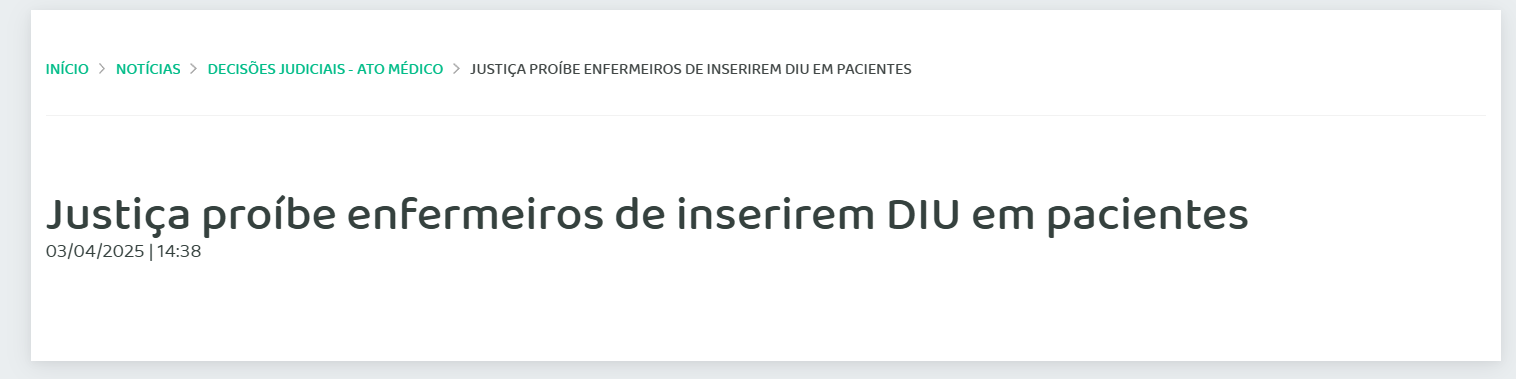 INÍCIO > NOTÍCIAS > DECISÕES JUDICIAIS - ATO MÉDICO > JUSTIÇA PROÍBE ENFERMEIROS DE INSERIREM DIU EM PACIENTES
Justiça proíbe enfermeiros de inserirem DIU em pacientes
03/04/2025 | 14:38